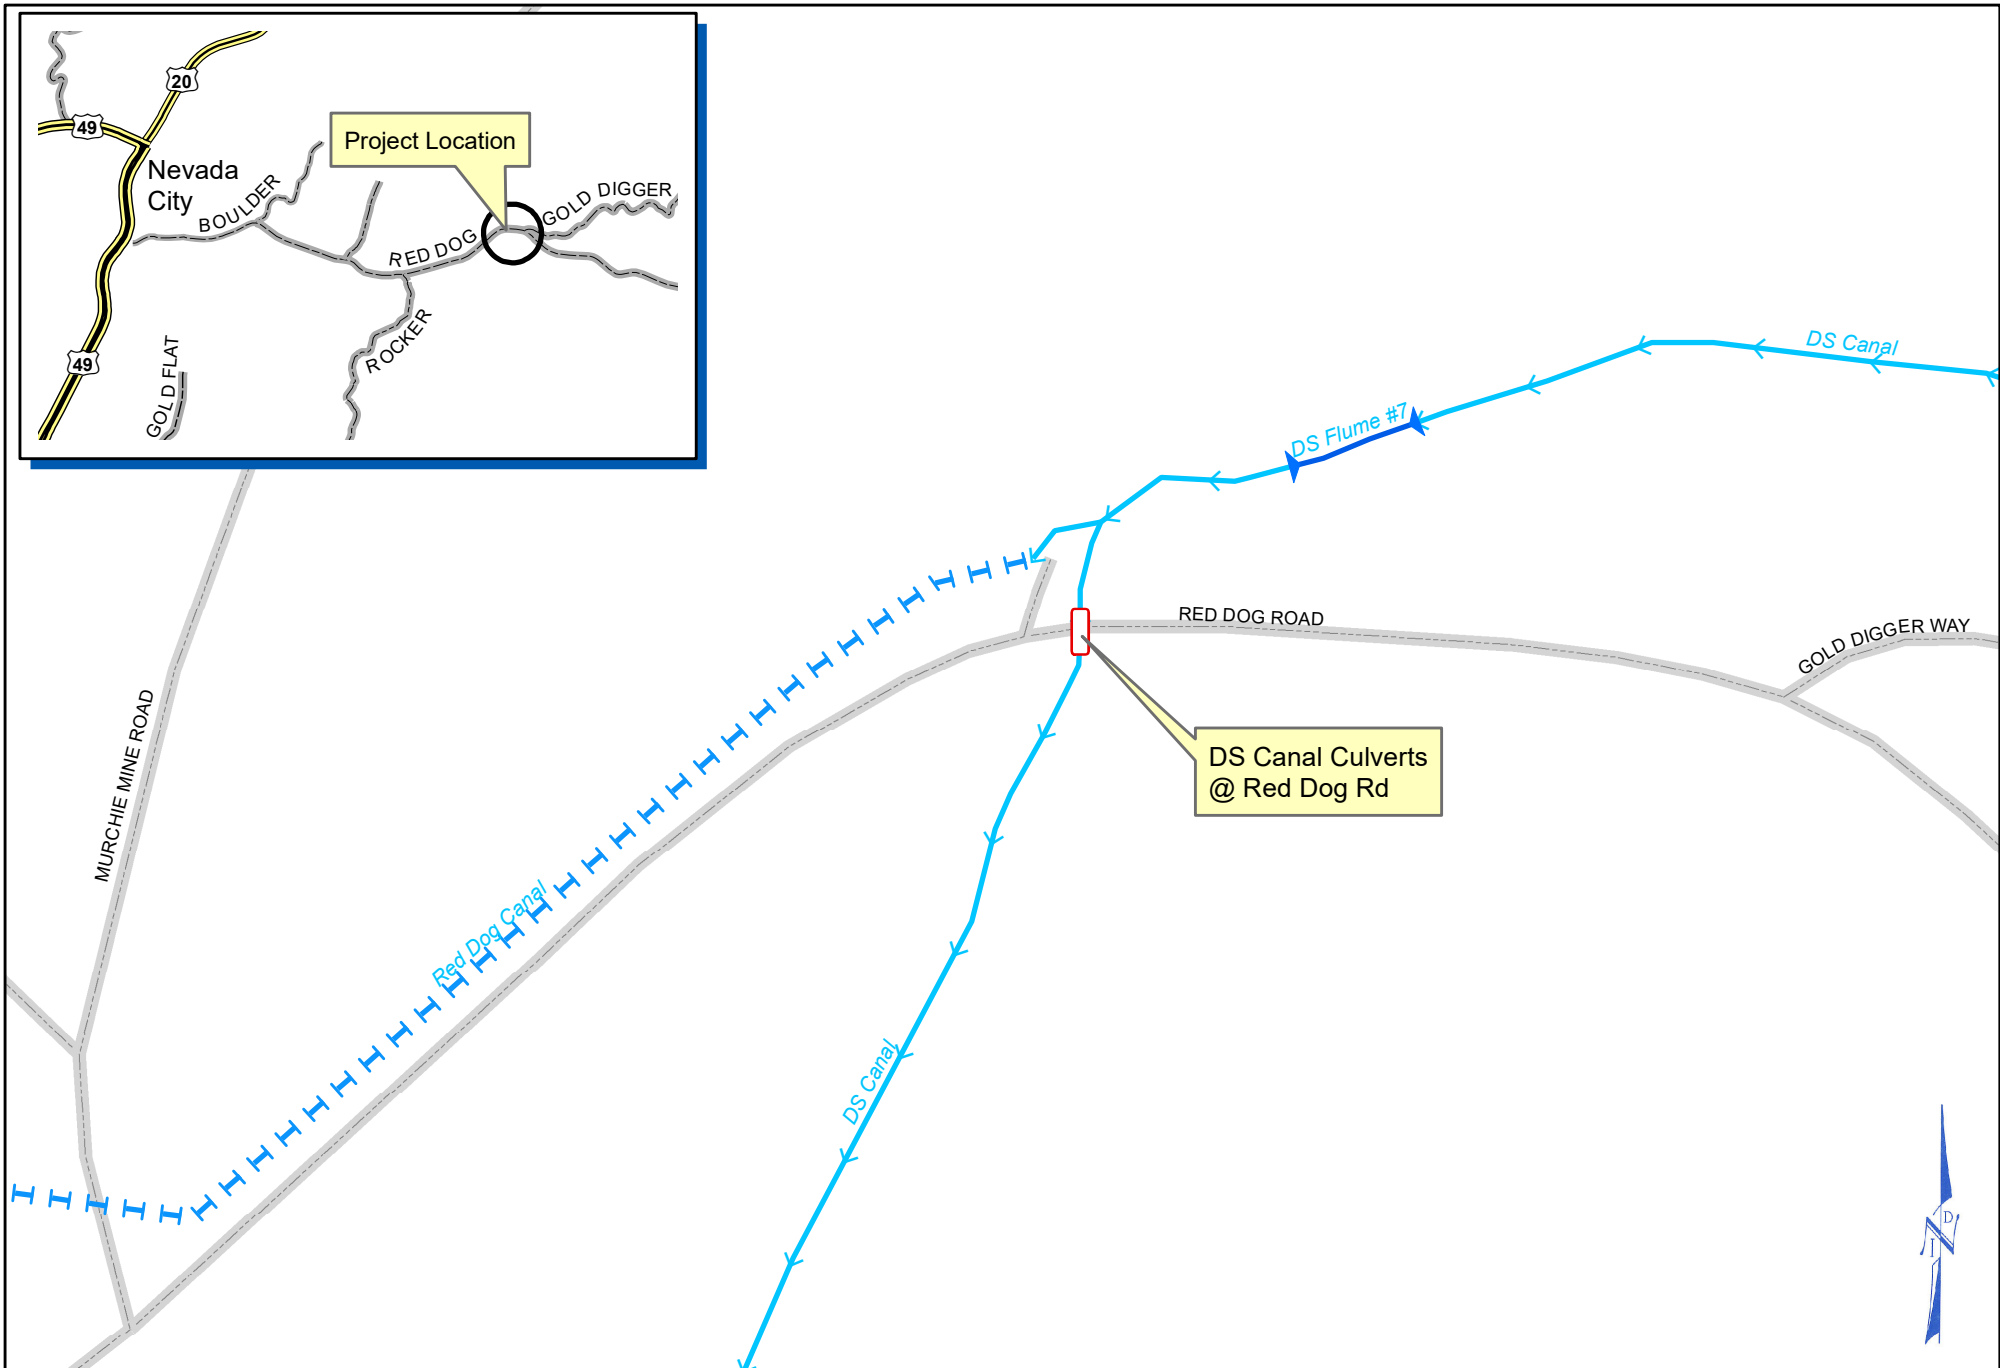 20
49
Project Location
Nevada
City
BOULDER
GOLD DIGGER
RED DOG
ROCKER
49
GOLD FLAT
DS Canal
DS Flume #7
RED DOG ROAD
GOLD DIGGER WAY
MURCHIE MINE ROAD
DS Canal Culverts
@ Red Dog Rd
Red Dog Canal
DS Canal
N
I
D